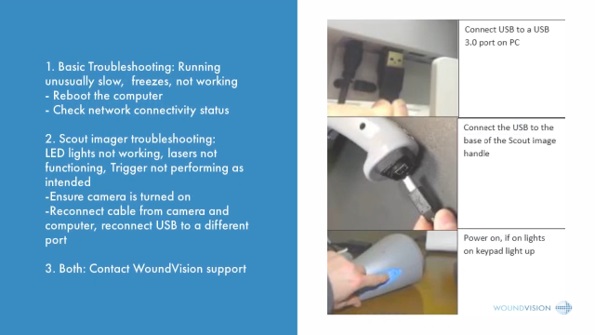 1. Basic Troubleshooting: Running
unusually slow,  freezes, not working
- Reboot the computer
- Check network connectivity status
2. Scout imager troubleshooting:
LED lights not working, lasers not
functioning, Trigger not performing as
intended
-Ensure camera is turned on
-Reconnect cable from camera and
computer, reconnect USB to a different
port
3. Both: Contact WoundVision support
Connect USB to a USB
3.0 port on PC
Connect the USB to the
base of the Scout image
handle
Power on, if on lights
on keypad light up
WOUNDVISION